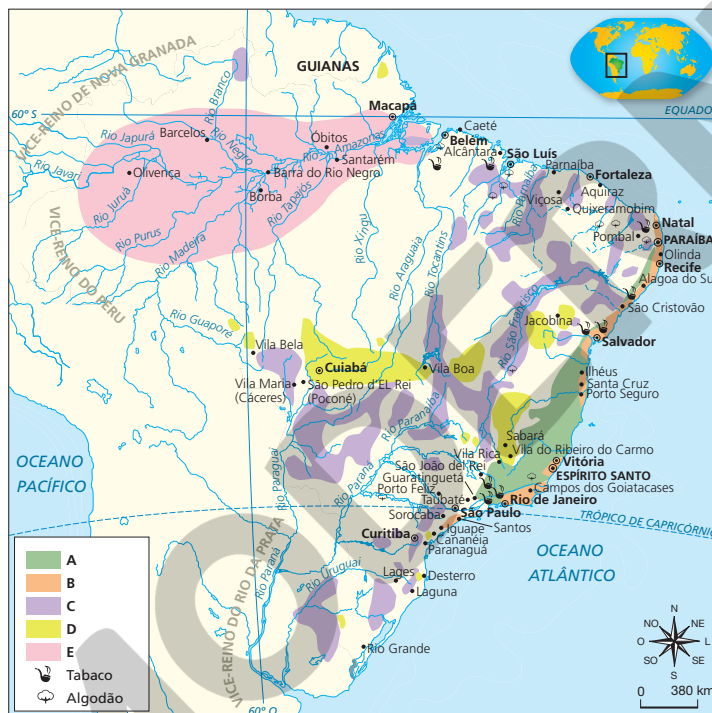 GUIANAS
VICE-REINO DE NOVA GRANADA
Rio Branco
60° S
EQUADOR
Macapá
Caeté
Belém
Alcântara
São Luís
Barcelos
Óbitos
Rio Amazonas
Rio Japurá
Rio Negro
Santarém
Parnaíba
Fortaleza
Rio Javari
Olivença
Barra do Rio Negro
Viçosa
Aquiraz
Borba
Rio Tapajós
Rio Parnaíba
Quixeramobim
Rio Juruá
Natal
Rio Purus
Rio Madeira
Rio Xingu
Rio Araguaia
Rio Tocantins
Pombal
PARAÍBA
Olinda
Recife
VICE-REINO DO PERU
Alagoa do Su
São Cristovão
Rio Guaporé
Rio São Francisco
Jacobina
Salvador
Vila Bela
Cuiabá
Vila Boa
Ilhéus
Vila Maria
(Cáceres)
São Pedro d'EL Rei
(Poconé)
Santa Cruz
Porto Seguro
Rio Paranaíba
Sabará
Vila Rica
Vila do Ribeiro do Carmo
OCEANO
PACÍFICO
Rio Paraguai
São João del Rei
Vitória
ESPÍRITO SANTO
Rio Paraná
Guaratinguetá
Porto Feliz
Campos dos Goiatacases
Taubaté
Rio de Janeiro
Sorocaba
São Paulo
TRÓPICO DE CAPRICÓRNIO
Iguape
Santos
Curitiba
Cananéia
Paranaguá
OCEANO
ATLÂNTICO
VICE-REINO DO RIO DA PRATA
Rio Paraná
Rio Uruguai
Lages
Desterro
Laguna
Rio Grande
60° O
A
B
C
D
E
Tabaco
Algodão
N
NO
NE
O
L
SO
SE
S
0
380 km